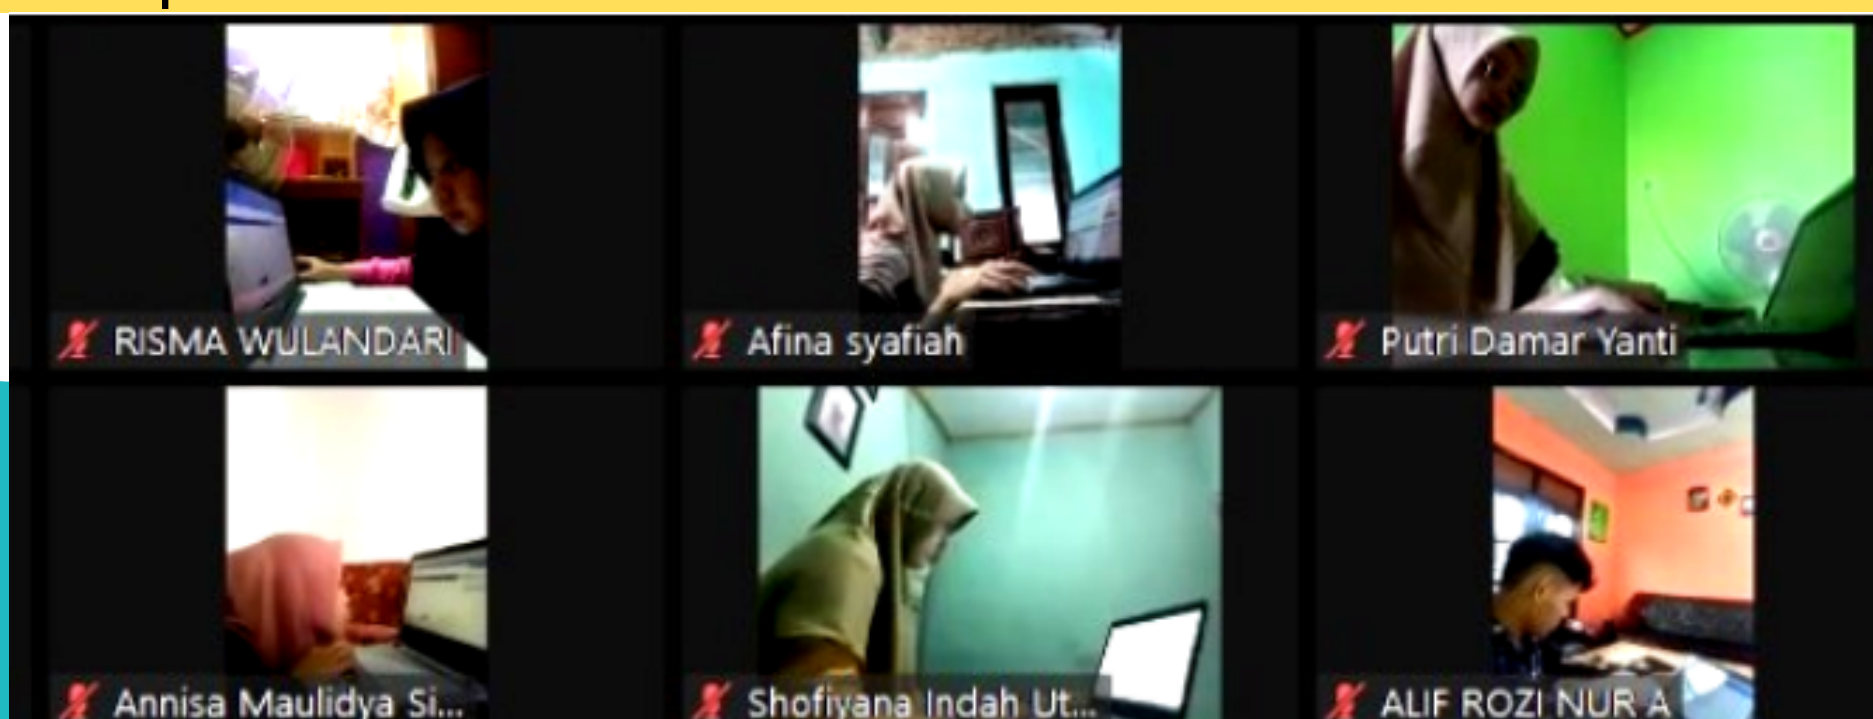 RISMA WULANDARI
Afina syafiah
Putri Damar Yanti
Annisa Maulidya Si...
Shofiyana Indah Ut...
ALIF ROZI NUR A